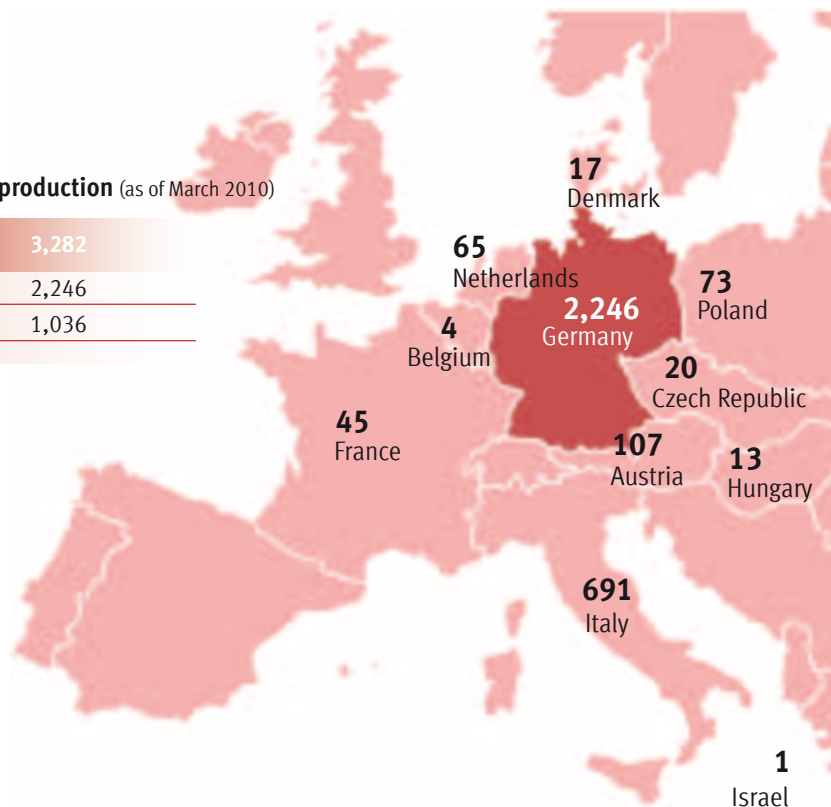 17
Denmark
production (as of March 2010)
3,282
2,246
1,036
65
Netherlands
73
Poland
2,246
Germany
4
Belgium
20
Czech Republic
45
France
107
Austria
13
Hungary
691
Italy
1
Israel